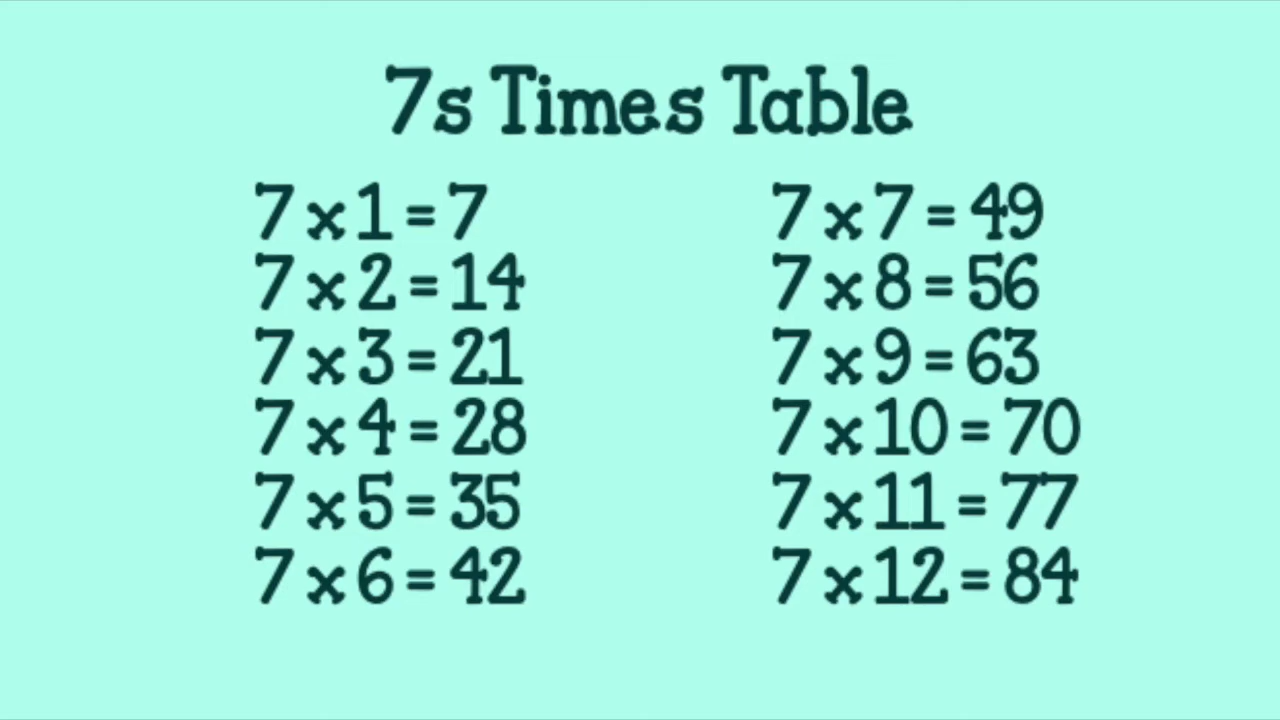 7s Times Table
7 x 1 = 7
7 x 2 = 14
7 x 3 = 21
7 x 4 = 28
7 x 5 = 35
7 x 6 = 42
7 x 7 = 49
7 x 8 = 56
7 x 9 = 63
7 x 10 = 70
7 x 11 = 77
7 x 12 = 84